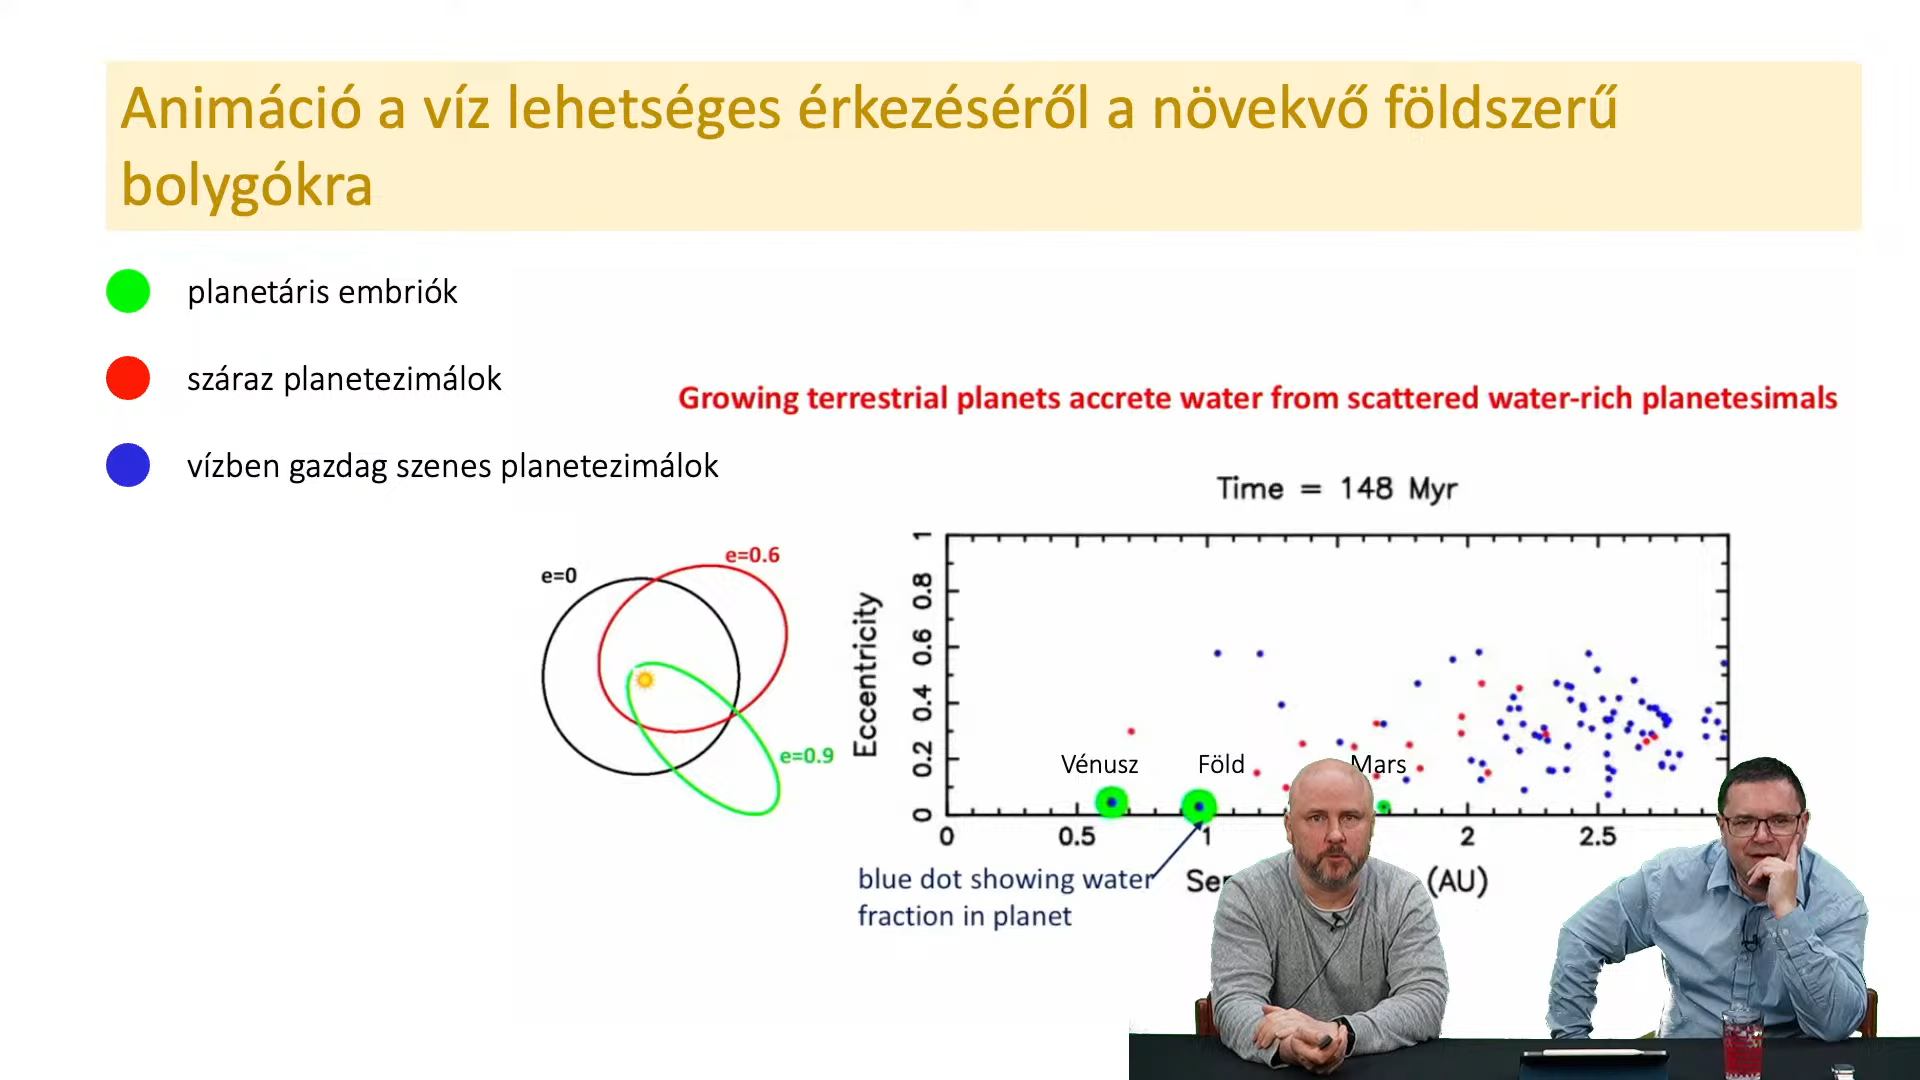 Animáció a víz lehetséges érkezéséről a növekvő földszerű
bolygókra
planetáris embriók
száraz planetezimálok
vízben gazdag szenes planetezimálok
Growing terrestrial planets accrete water from scattered water-rich planetesimals
Time = 148 Myr
e=0
e=0.6
e=0.9
Eccentricity
1
0.8
0.6
0.4
0.2
0
Vénusz
Föld
Mars
0
0.5
1
2
2.5
(AU)
blue dot showing water
fraction in planet